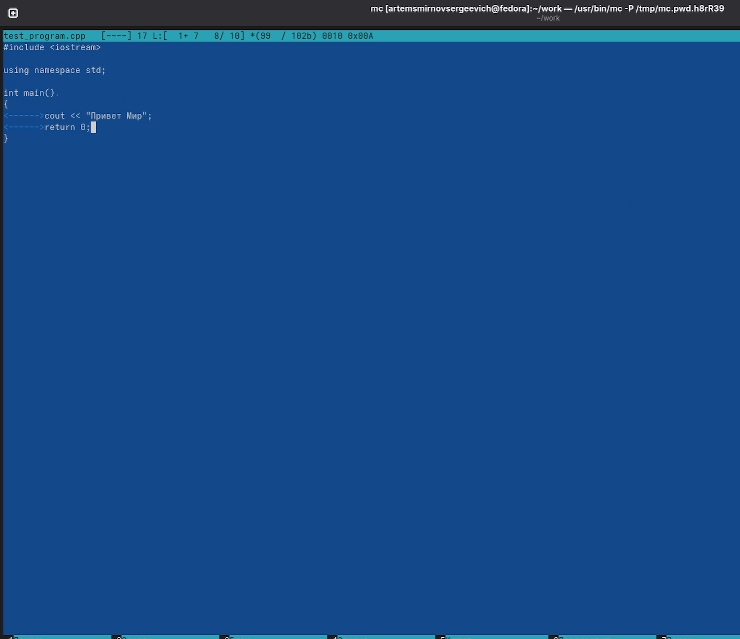 mc [artemsmirnovsergeevich@fedora]:~/work — /usr/bin/mc -P /tmp/mc.pwd.h8rR39
~/work
test_program.cpp [----] 17 L:[ 1+ 7 8/ 10] *(99 / 102b) 0010 0x00A
#include <iostream>
using namespace std;
int main().
{
<------>cout << "Привет Мир";
<------>return 0;
}